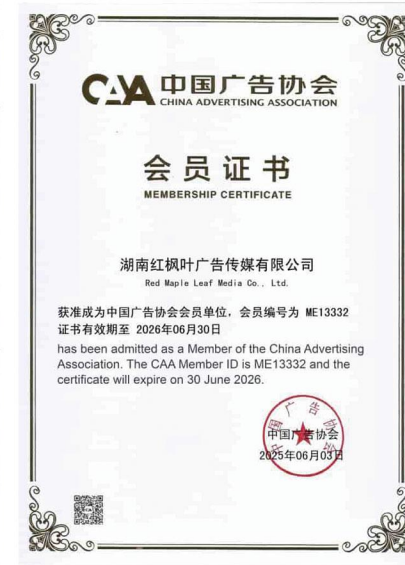 CAA 中国广告协会
CHINA ADVERTISING ASSOCIATION
会员证书
MEMBERSHIP CERTIFICATE
湖南红枫叶广告传媒有限公司
Red Maple Leaf Media Co., Ltd.
获准成为中国广告协会会员单位，会员编号为 ME13332
证书有效期至 2026年06月30日
has been admitted as a Member of the China Advertising
Association. The CAA Member ID is ME13332 and the
certificate will expire on 30 June 2026.
中国广告协会
中国广告协会
2025年06月03日